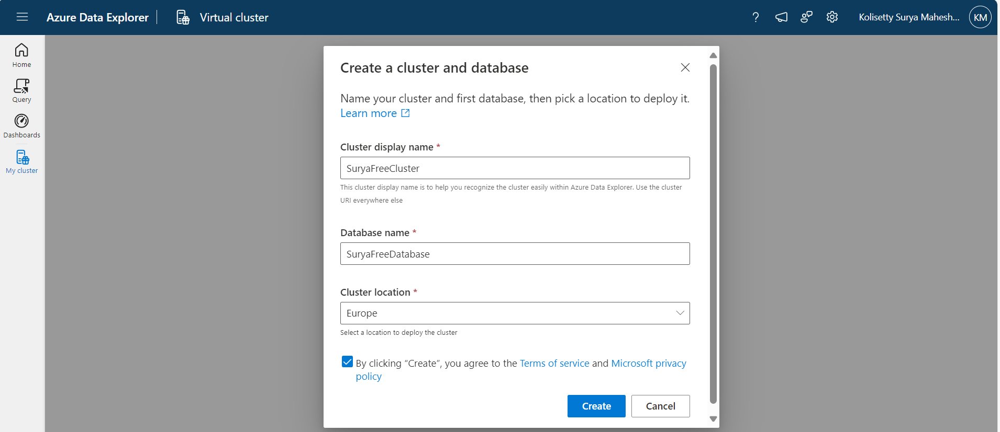 Azure Data Explorer
Virtual cluster
?
Kolisetty Surya Mahesh...
KM
Home
Query
Dashboards
My cluster
Create a cluster and database
Name your cluster and first database, then pick a location to deploy it.
Learn more
Cluster display name *
SuryaFreeCluster
This cluster display name is to help you recognize the cluster easily within Azure Data Explorer. Use the cluster
URI everywhere else
Database name *
SuryaFreeDatabase
Cluster location *
Europe
Select a location to deploy the cluster
By clicking “Create”, you agree to the Terms of service and Microsoft privacy
policy
Create
Cancel